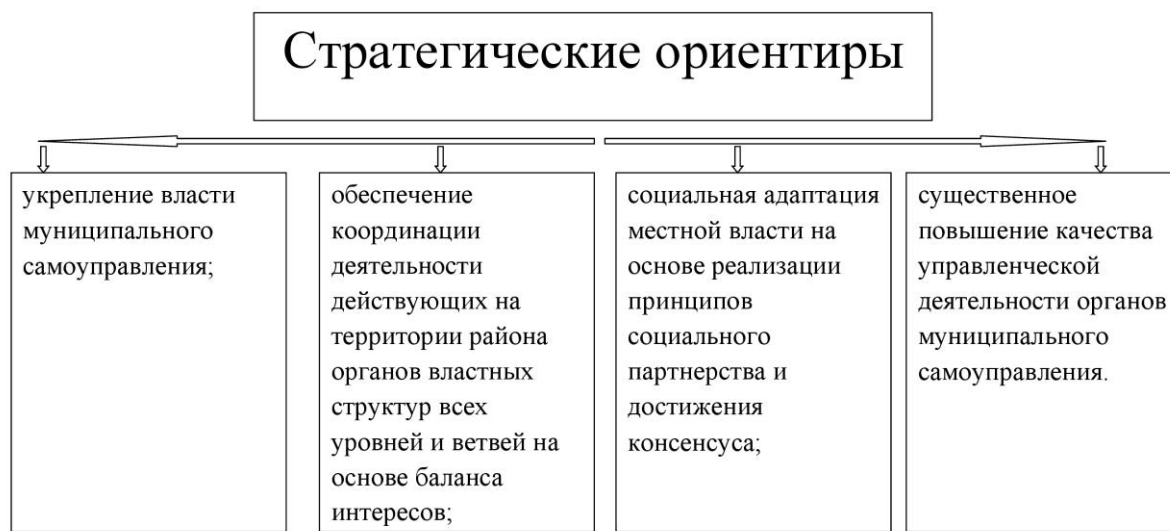 Стратегические ориентиры
укрепление власти
муниципального
самоуправления;
обеспечение
координации
деятельности
действующих на
территории района
органов властных
структур всех
уровней и ветвей на
основе баланса
интересов;
социальная адаптация
местной власти на
основе реализации
принципов
социального
партнерства и
достижения
консенсуса;
существенное
повышение качества
управленческой
деятельности органов
муниципального
самоуправления.